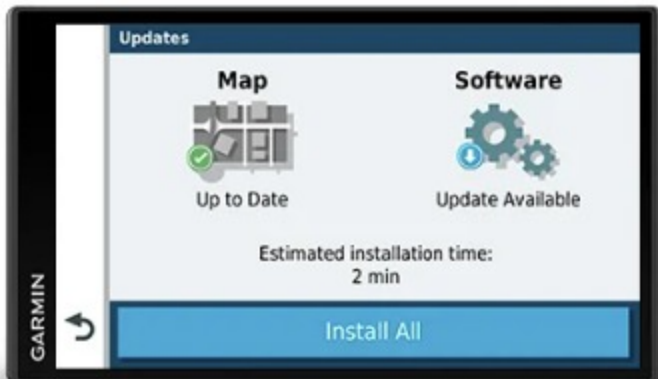 Updates
Map
Software
Up to Date
Update Available
Estimated installation time:
2 min
Install All
GARMIN